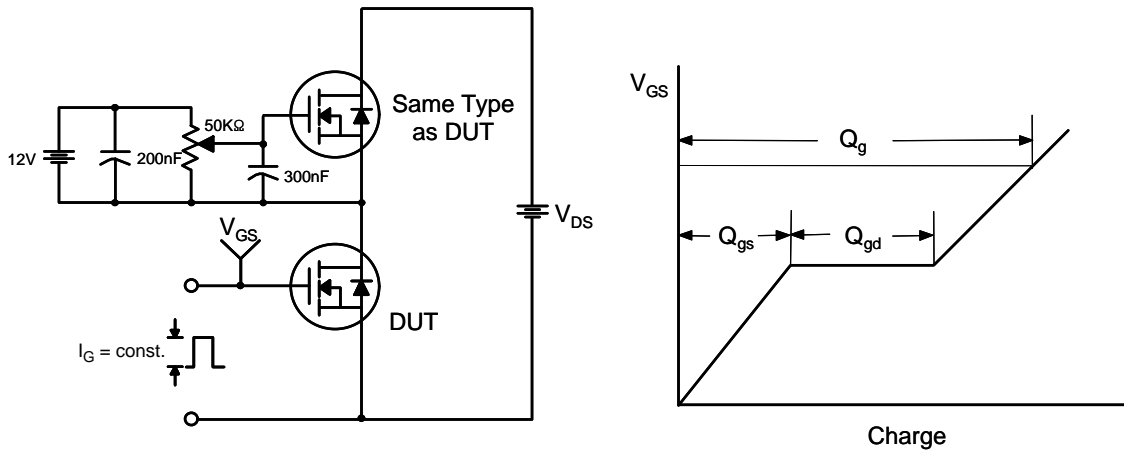 12V
200nF
50KΩ
300nF
Same Type
as DUT
V_DS
V_GS
DUT
I_G = const.
V_GS
Q_g
Q_gs
Q_gd
Charge